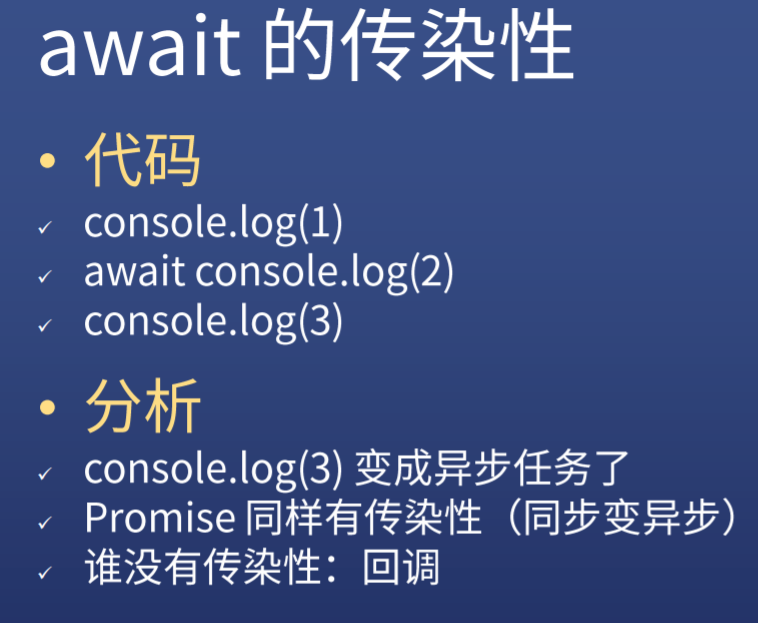 await 的传染性
• 代码
✓ console.log(1)
✓ await console.log(2)
✓ console.log(3)
• 分析
✓ console.log(3) 变成异步任务了
✓ Promise 同样有传染性（同步变异步）
✓ 谁没有传染性：回调